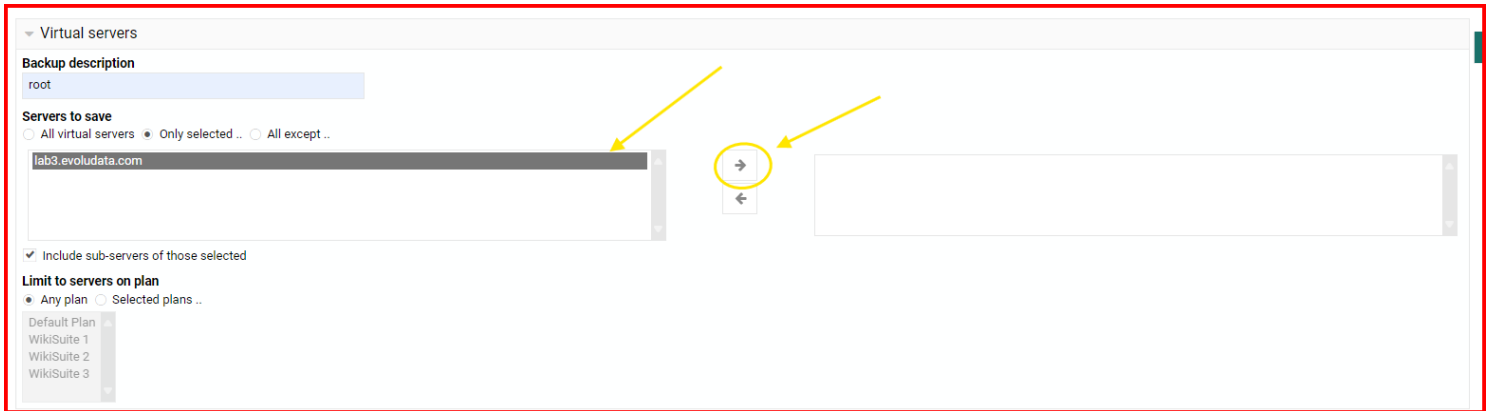 Virtual servers
Backup description
root
Servers to save
All virtual servers Only selected .. All except ..
lab3.evoludata.com
Include sub-servers of those selected
Limit to servers on plan
Any plan Selected plans ..
Default Plan
WikiSuite 1
WikiSuite 2
WikiSuite 3